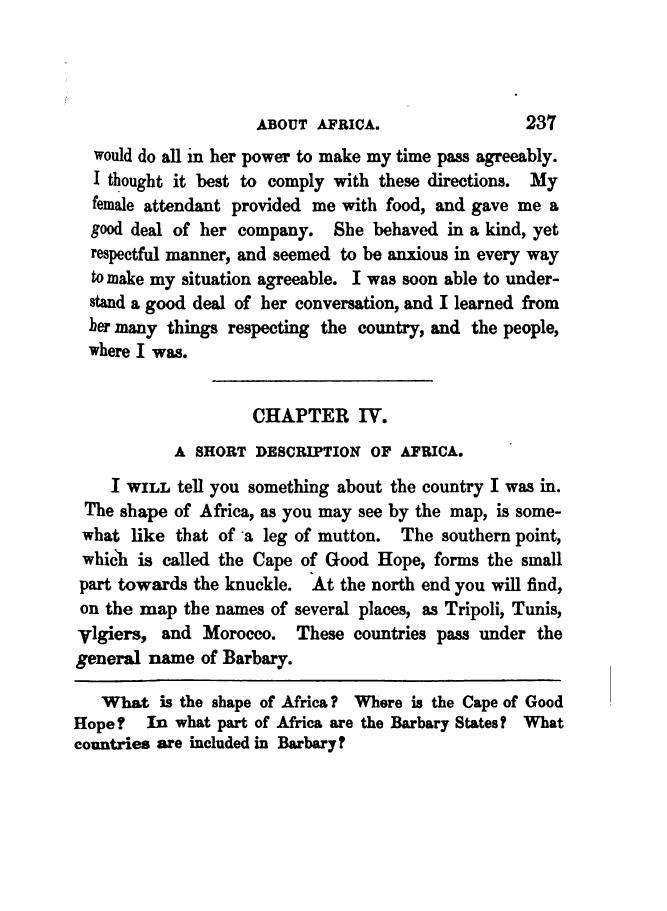 ABOUT AFRICA. 237
would do all in her power to make my time pass agreeably.
I thought it best to comply with these directions. My
female attendant provided me with food, and gave me a
good deal of her company. She behaved in a kind, yet
respectful manner, and seemed to be anxious in every way
to make my situation agreeable. I was soon able to under-
stand a good deal of her conversation, and I learned from
her many things respecting the country, and the people,
where I was.
CHAPTER IV.
A SHORT DESCRIPTION OF AFRICA.
I WILL tell you something about the country I was in.
The shape of Africa, as you may see by the map, is some-
what like that of a leg of mutton. The southern point,
which is called the Cape of Good Hope, forms the small
part towards the knuckle. At the north end you will find,
on the map the names of several places, as Tripoli, Tunis,
ylgiers, and Morocco. These countries pass under the
general name of Barbary.
What is the shape of Africa? Where is the Cape of Good
Hope? In what part of Africa are the Barbary States? What
countries are included in Barbary?